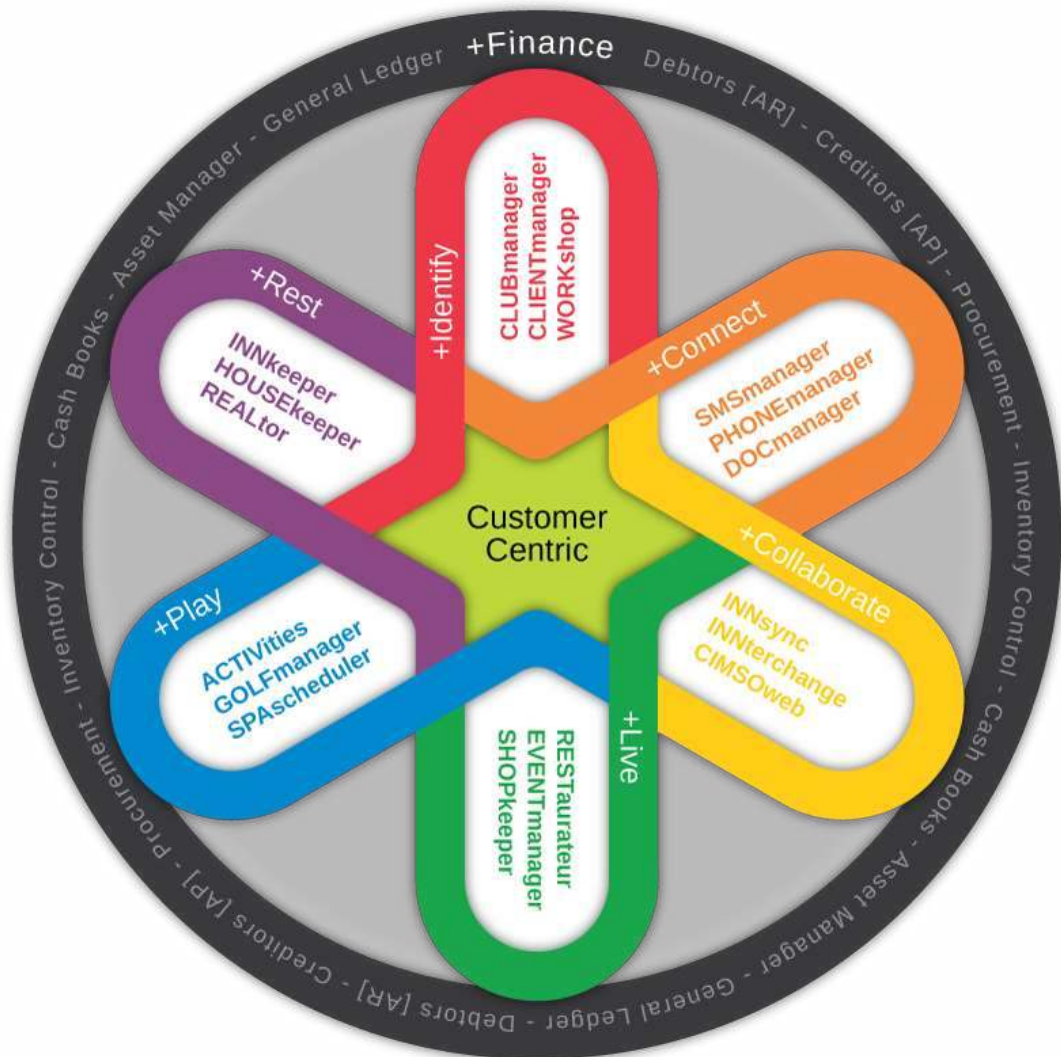 +Finance
Debtors [AR] - Creditors [AP] - Procurement - Inventory Control - Cash Books - Asset Manager - General Ledger - Debtors [AR] - Creditors [AP] - Procurement - Inventory Control - Cash Books - Asset Manager - General Ledger
+Identify
CLUBmanager
CLIENTmanager
WORKshop
+Connect
SMSmanager
PHONEmanager
DOCmanager
+Collaborate
INNsync
INNterchange
CIMSOweb
+Live
RESTaurateur
EVENTmanager
SHOPkeeper
+Play
ACTIVities
GOLFmanager
SPAscheduler
+Rest
INNkeeper
HOUSEkeeper
REALtor
Customer
Centric